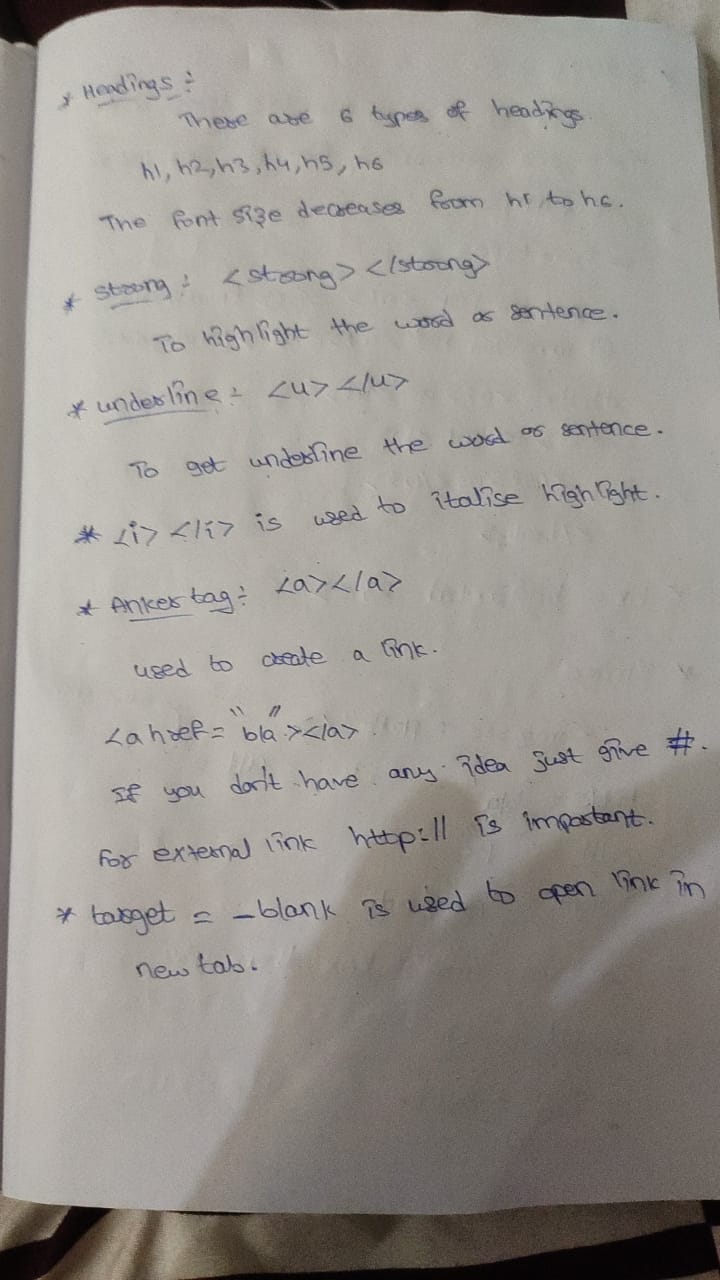 * Headings :-
There are 6 types of headings.
h1, h2, h3, h4, h5, h6
The font size decreases from h1, to h6.
* strong :- <strong> </strong>
To highlight the word or sentence.
* underline :- <u> </u>
To get underline the word or sentence.
* <i> </i> is used to italise highlight.
* Anker tag :- <a></a>
used to create a link.
<a href = "bla"></a>
If you don't have any idea just give #.
For external link http:// is important.
* target = _blank is used to open link in
new tab.